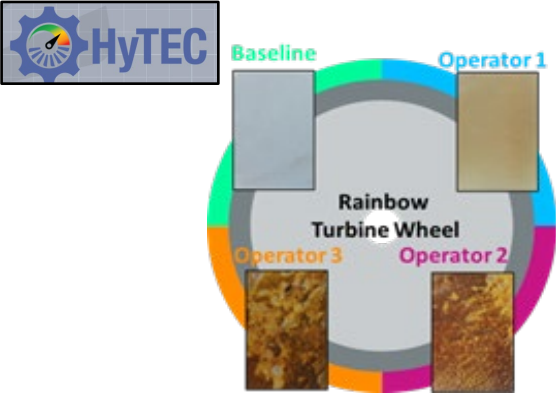 HyTEC
Baseline
Operator 1
Rainbow
Turbine Wheel
Operator 3
Operator 2